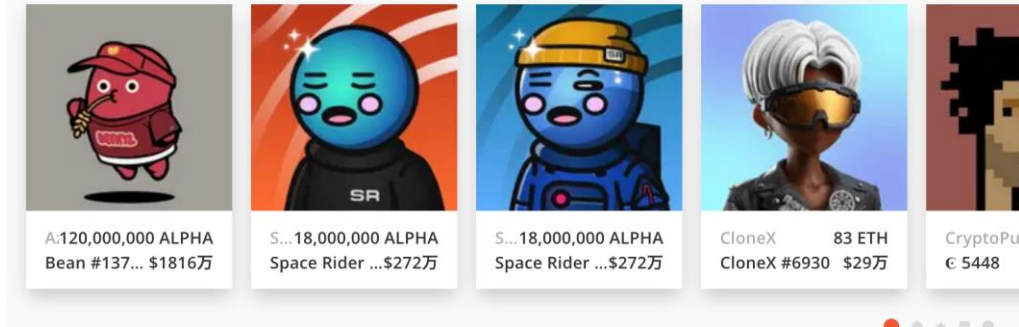 BEANZ
SR
SR
A:120,000,000 ALPHA
Bean #137... $1816万
S...18,000,000 ALPHA
Space Rider ...$272万
S...18,000,000 ALPHA
Space Rider ...$272万
CloneX 83 ETH
CloneX #6930 $29万
CryptoPu
ͼ 5448